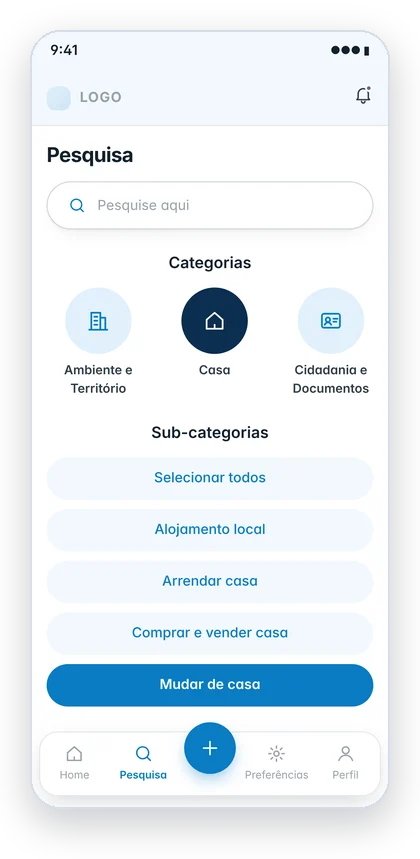 9:41
LOGO
Pesquisa
Pesquise aqui
Categorias
Ambiente e
Território
Casa
Cidadania e
Documentos
Sub-categorias
Selecionar todos
Alojamento local
Arrendar casa
Comprar e vender casa
Mudar de casa
Home
Pesquisa
Preferências
Perfil